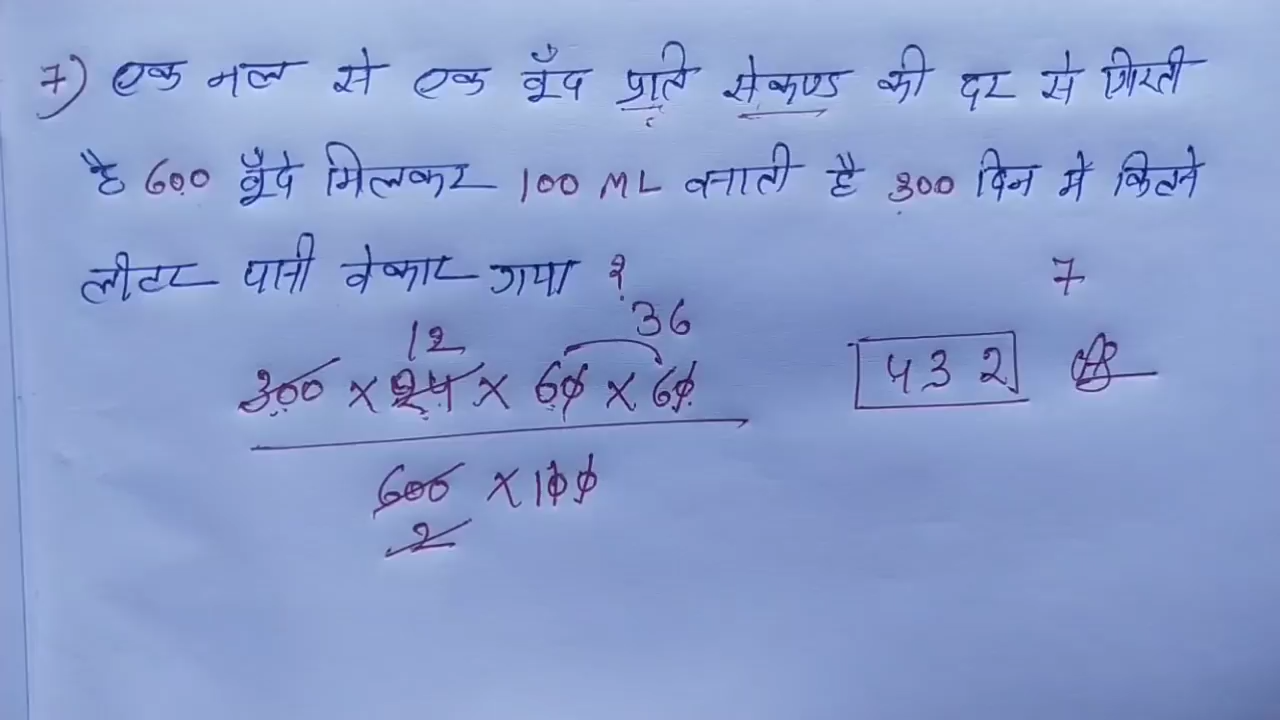 7) एक नल से एक बूँद प्रति सेकण्ड की दर से गिरती
है 600 बूँदे मिलकर 100 ML बनाती है 300 दिन में कितने
लीटर पानी बेकार गया ?
7
12 36
300 × 24 × 60 × 60
432
600 × 100
2